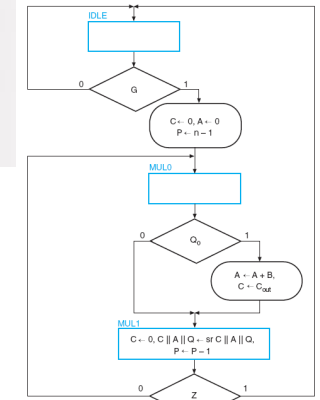 IDLE
0
G
1
C ← 0, A ← 0
P ← n – 1
MUL0
0
Q₀
1
A ← A + B,
C ← Cₒᵤₜ
MUL1
C ← 0, C || A || Q ← sr C || A || Q,
P ← P – 1
0
Z
1